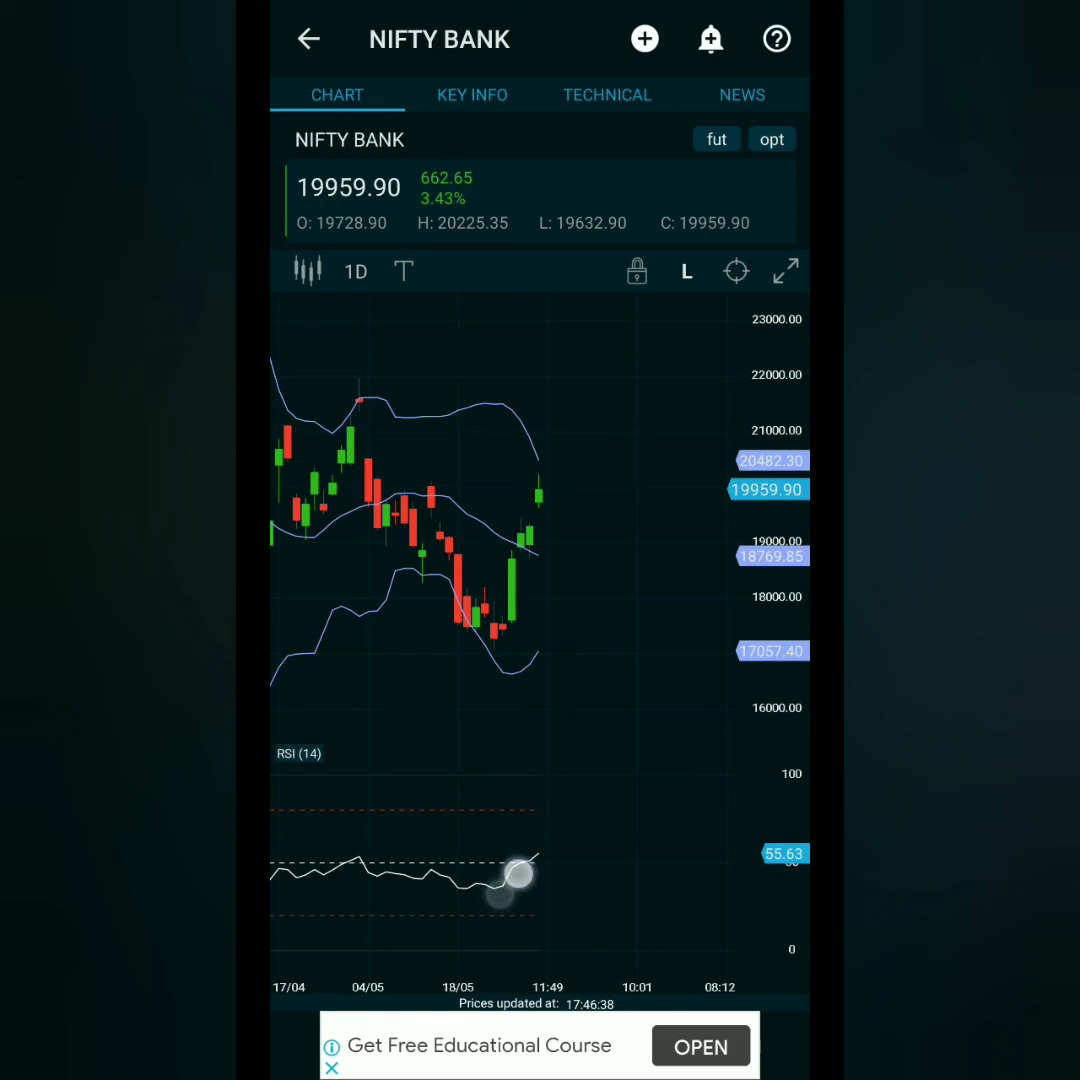 NIFTY BANK
CHART KEY INFO TECHNICAL NEWS
NIFTY BANK fut opt
19959.90 662.65
3.43%
O: 19728.90 H: 20225.35 L: 19632.90 C: 19959.90
1D T L
23000.00
22000.00
21000.00
20482.30
19959.90
19000.00
18769.85
18000.00
17057.40
16000.00
RSI (14)
100
55.63
0
17/04 04/05 18/05 11:49 10:01 08:12
Prices updated at: 17:46:38
Get Free Educational Course OPEN